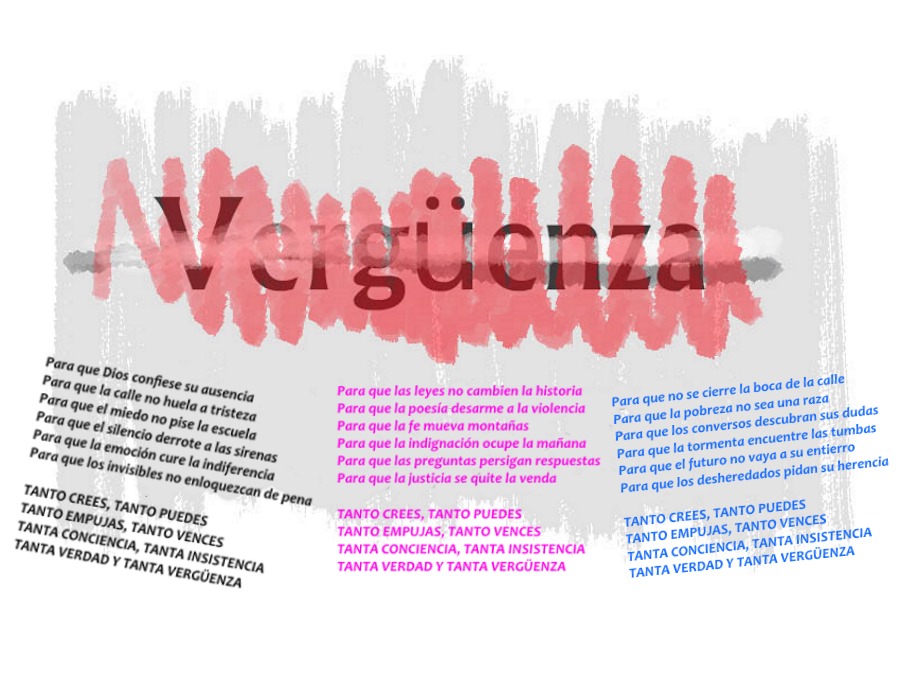 Vergüenza
Para que Dios confiese su ausencia
Para que la calle no huela a tristeza
Para que el miedo no pise la escuela
Para que el silencio derrote a las sirenas
Para que la emoción cure la indiferencia
Para que los invisibles no enloquezcan de pena
TANTO CREES, TANTO PUEDES
TANTO EMPUJAS, TANTO VENCES
TANTA CONCIENCIA, TANTA INSISTENCIA
TANTA VERDAD Y TANTA VERGÜENZA
Para que las leyes no cambien la historia
Para que la poesía desarme a la violencia
Para que la fe mueva montañas
Para que la indignación ocupe la mañana
Para que las preguntas persigan respuestas
Para que la justicia se quite la venda
TANTO CREES, TANTO PUEDES
TANTO EMPUJAS, TANTO VENCES
TANTA CONCIENCIA, TANTA INSISTENCIA
TANTA VERDAD Y TANTA VERGÜENZA
Para que no se cierre la boca de la calle
Para que la pobreza no sea una raza
Para que los conversos descubran sus dudas
Para que la tormenta encuentre las tumbas
Para que el futuro no vaya a su entierro
Para que los desheredados pidan su herencia
TANTO CREES, TANTO PUEDES
TANTO EMPUJAS, TANTO VENCES
TANTA CONCIENCIA, TANTA INSISTENCIA
TANTA VERDAD Y TANTA VERGÜENZA